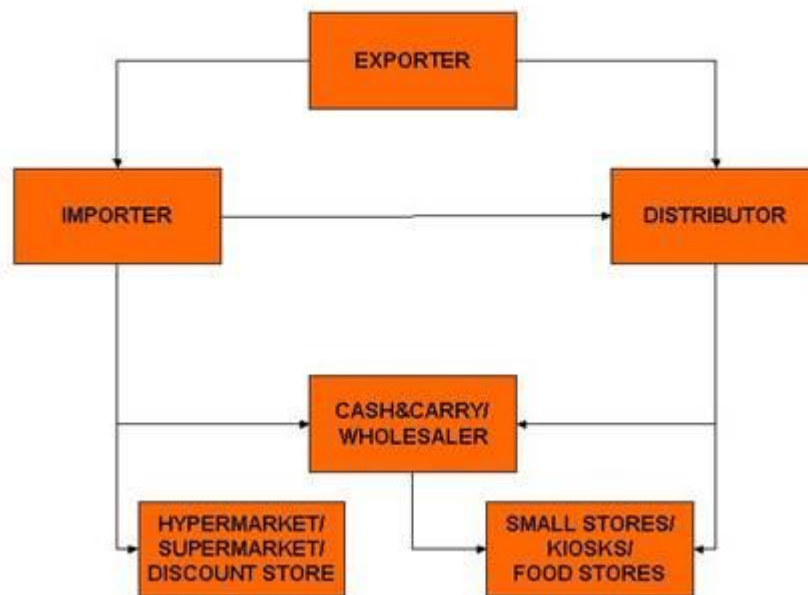 EXPORTER
IMPORTER
DISTRIBUTOR
CASH&CARRY/
WHOLESALER
HYPERMARKET/
SUPERMARKET/
DISCOUNT STORE
SMALL STORES/
KIOSKS/
FOOD STORES